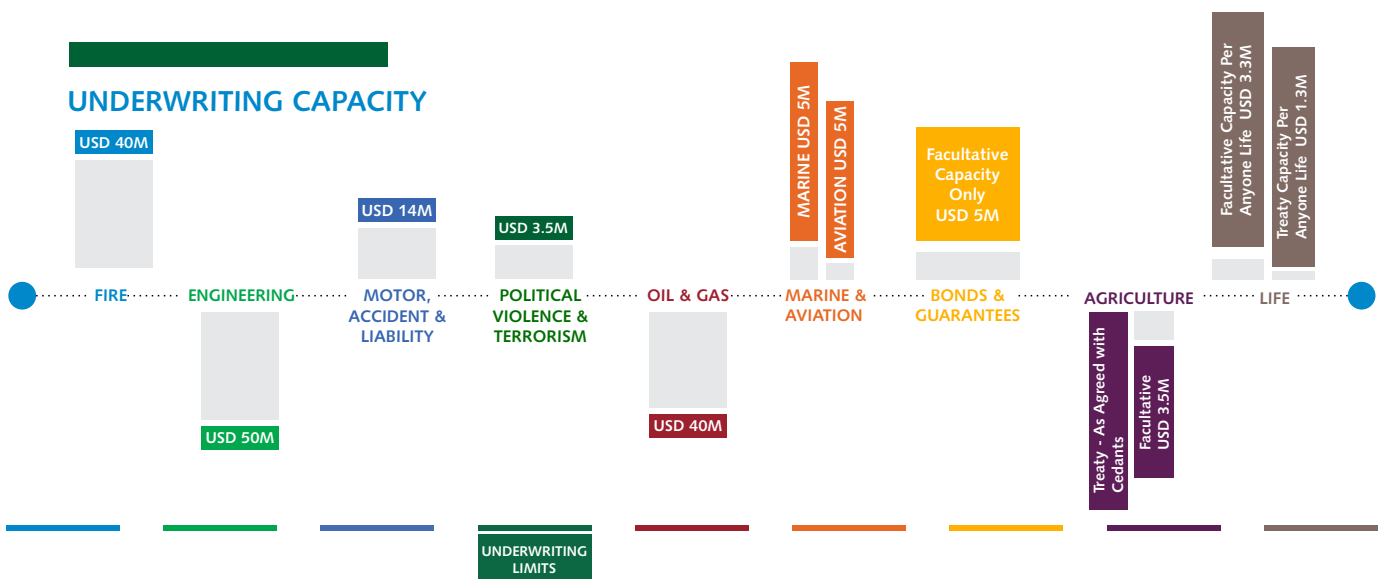 UNDERWRITING CAPACITY
USD 40M
FIRE
ENGINEERING
USD 50M
USD 14M
MOTOR,
ACCIDENT &
LIABILITY
USD 3.5M
POLITICAL
VIOLENCE &
TERRORISM
OIL & GAS
USD 40M
MARINE USD 5M
AVIATION USD 5M
MARINE &
AVIATION
Facultative
Capacity
Only
USD 5M
BONDS &
GUARANTEES
AGRICULTURE
Treaty - As Agreed with
Cedants
Facultative
USD 3.5M
Facultative Capacity Per
Anyone Life USD 3.3M
Treaty Capacity Per
Anyone Life USD 1.3M
LIFE
UNDERWRITING
LIMITS